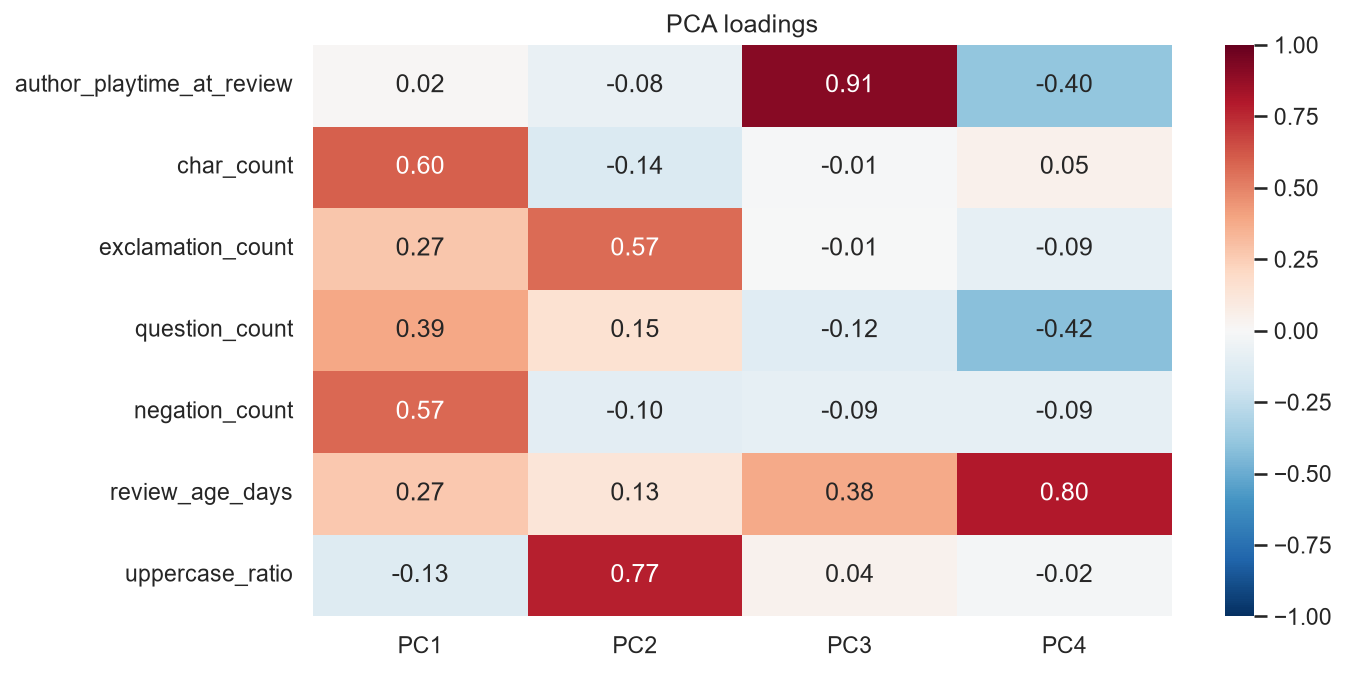 PCA loadings
author_playtime_at_review 0.02 -0.08 0.91 -0.40
char_count 0.60 -0.14 -0.01 0.05
exclamation_count 0.27 0.57 -0.01 -0.09
question_count 0.39 0.15 -0.12 -0.42
negation_count 0.57 -0.10 -0.09 -0.09
review_age_days 0.27 0.13 0.38 0.80
uppercase_ratio -0.13 0.77 0.04 -0.02
PC1 PC2 PC3 PC4
1.00
0.75
0.50
0.25
0.00
−0.25
−0.50
−0.75
−1.00